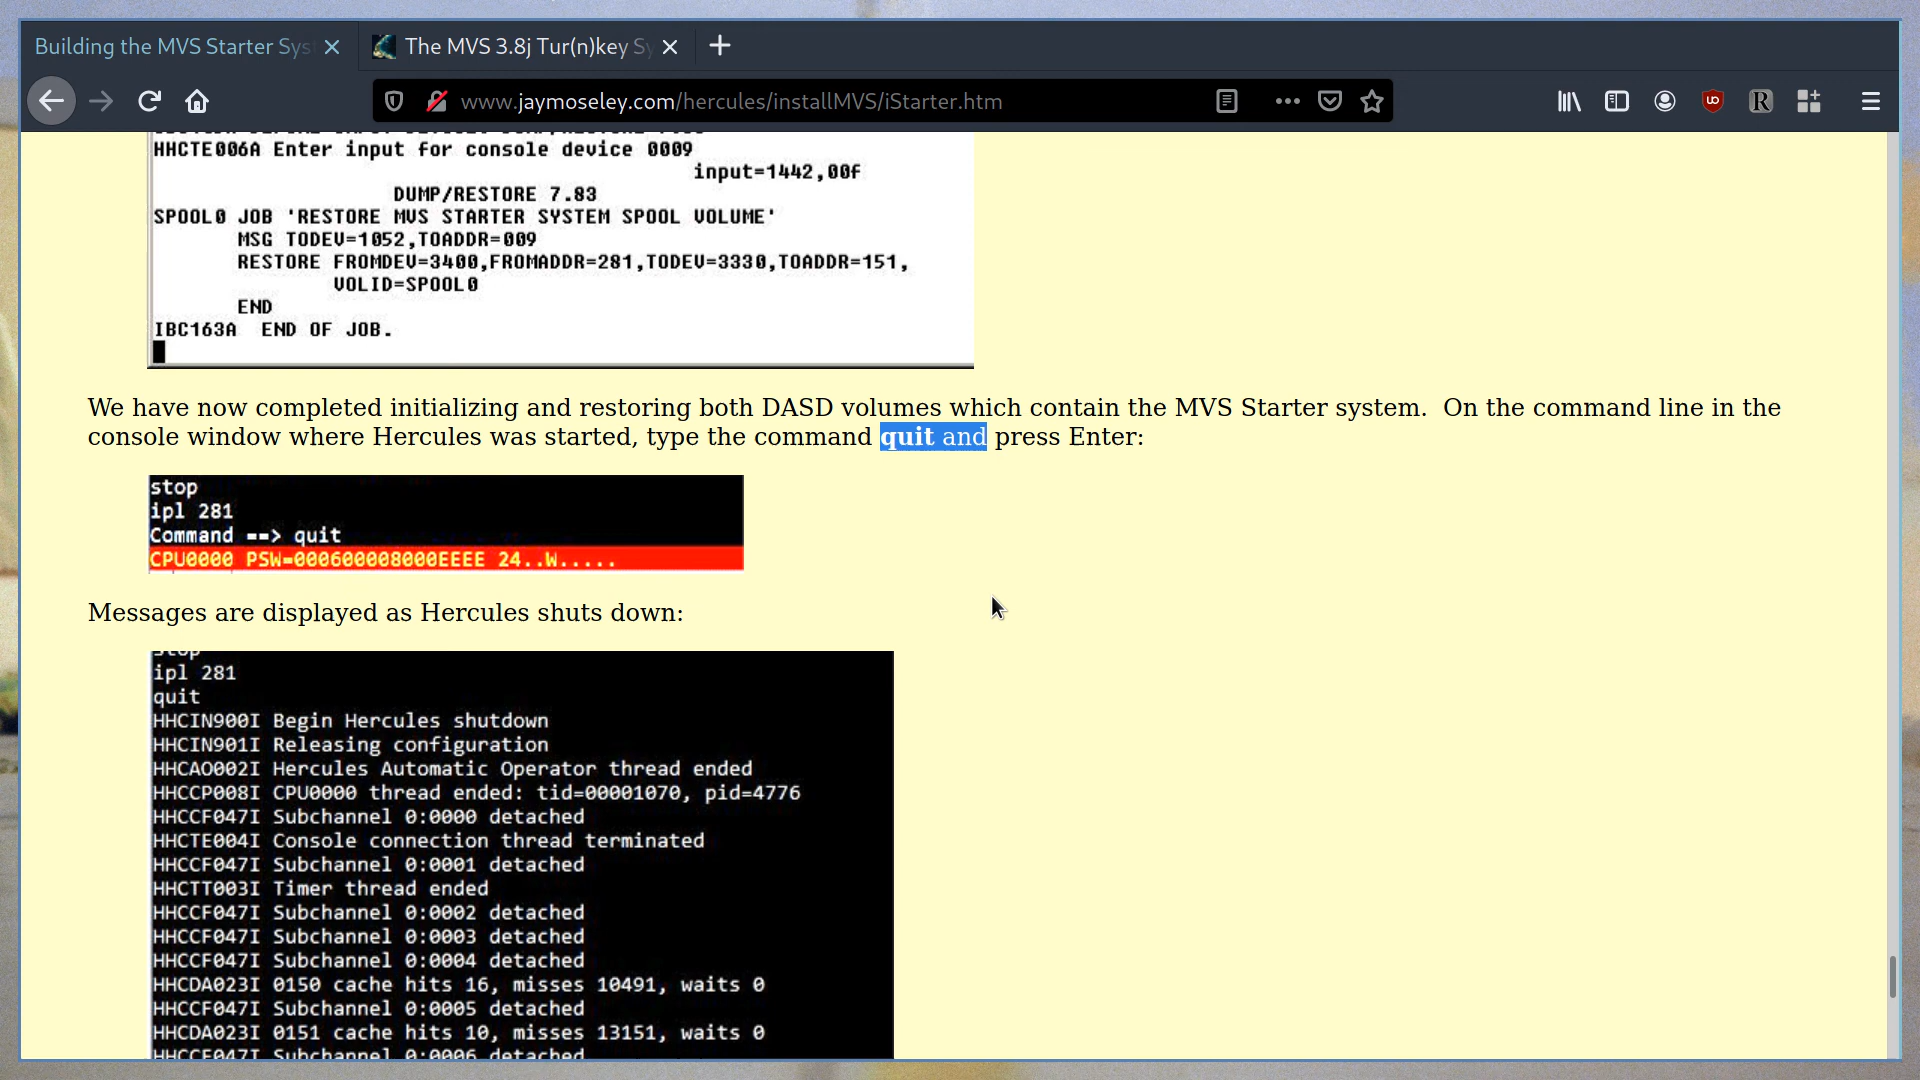 Building the MVS Starter Sys
The MVS 3.8j Tur(n)key Sy
www.jaymoseley.com/hercules/installMVS/iStarter.htm
HHCTE006A Enter input for console device 0009
input=1442,00f
DUMP/RESTORE 7.83
SPOOL0 JOB 'RESTORE MVS STARTER SYSTEM SPOOL VOLUME'
MSG TODEV=1052,TOADDR=009
RESTORE FROMDEV=3400,FROMADDR=281,TODEV=3330,TOADDR=151,
VOLID=SPOOL0
END
IBC163A  END OF JOB.
We have now completed initializing and restoring both DASD volumes which contain the MVS Starter system.  On the command line in the
console window where Hercules was started, type the command quit and press Enter:
stop
ipl 281
Command ==> quit
CPU0000 PSW=000600008000EEEE 24..W.....
Messages are displayed as Hercules shuts down:
stop
ipl 281
quit
HHCIN900I Begin Hercules shutdown
HHCIN901I Releasing configuration
HHCAO002I Hercules Automatic Operator thread ended
HHCCP008I CPU0000 thread ended: tid=00001070, pid=4776
HHCCF047I Subchannel 0:0000 detached
HHCTE004I Console connection thread terminated
HHCCF047I Subchannel 0:0001 detached
HHCTT003I Timer thread ended
HHCCF047I Subchannel 0:0002 detached
HHCCF047I Subchannel 0:0003 detached
HHCCF047I Subchannel 0:0004 detached
HHCDA023I 0150 cache hits 16, misses 10491, waits 0
HHCCF047I Subchannel 0:0005 detached
HHCDA023I 0151 cache hits 10, misses 13151, waits 0
HHCCF047I Subchannel 0:0006 detached